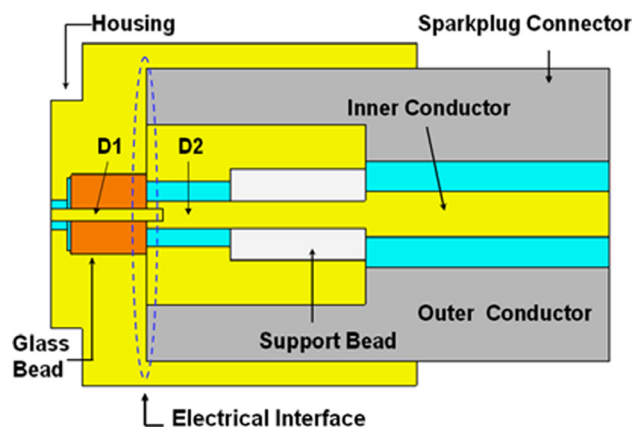 Housing
Sparkplug Connector
Inner Conductor
D1
D2
Glass
Bead
Support Bead
Outer Conductor
Electrical Interface